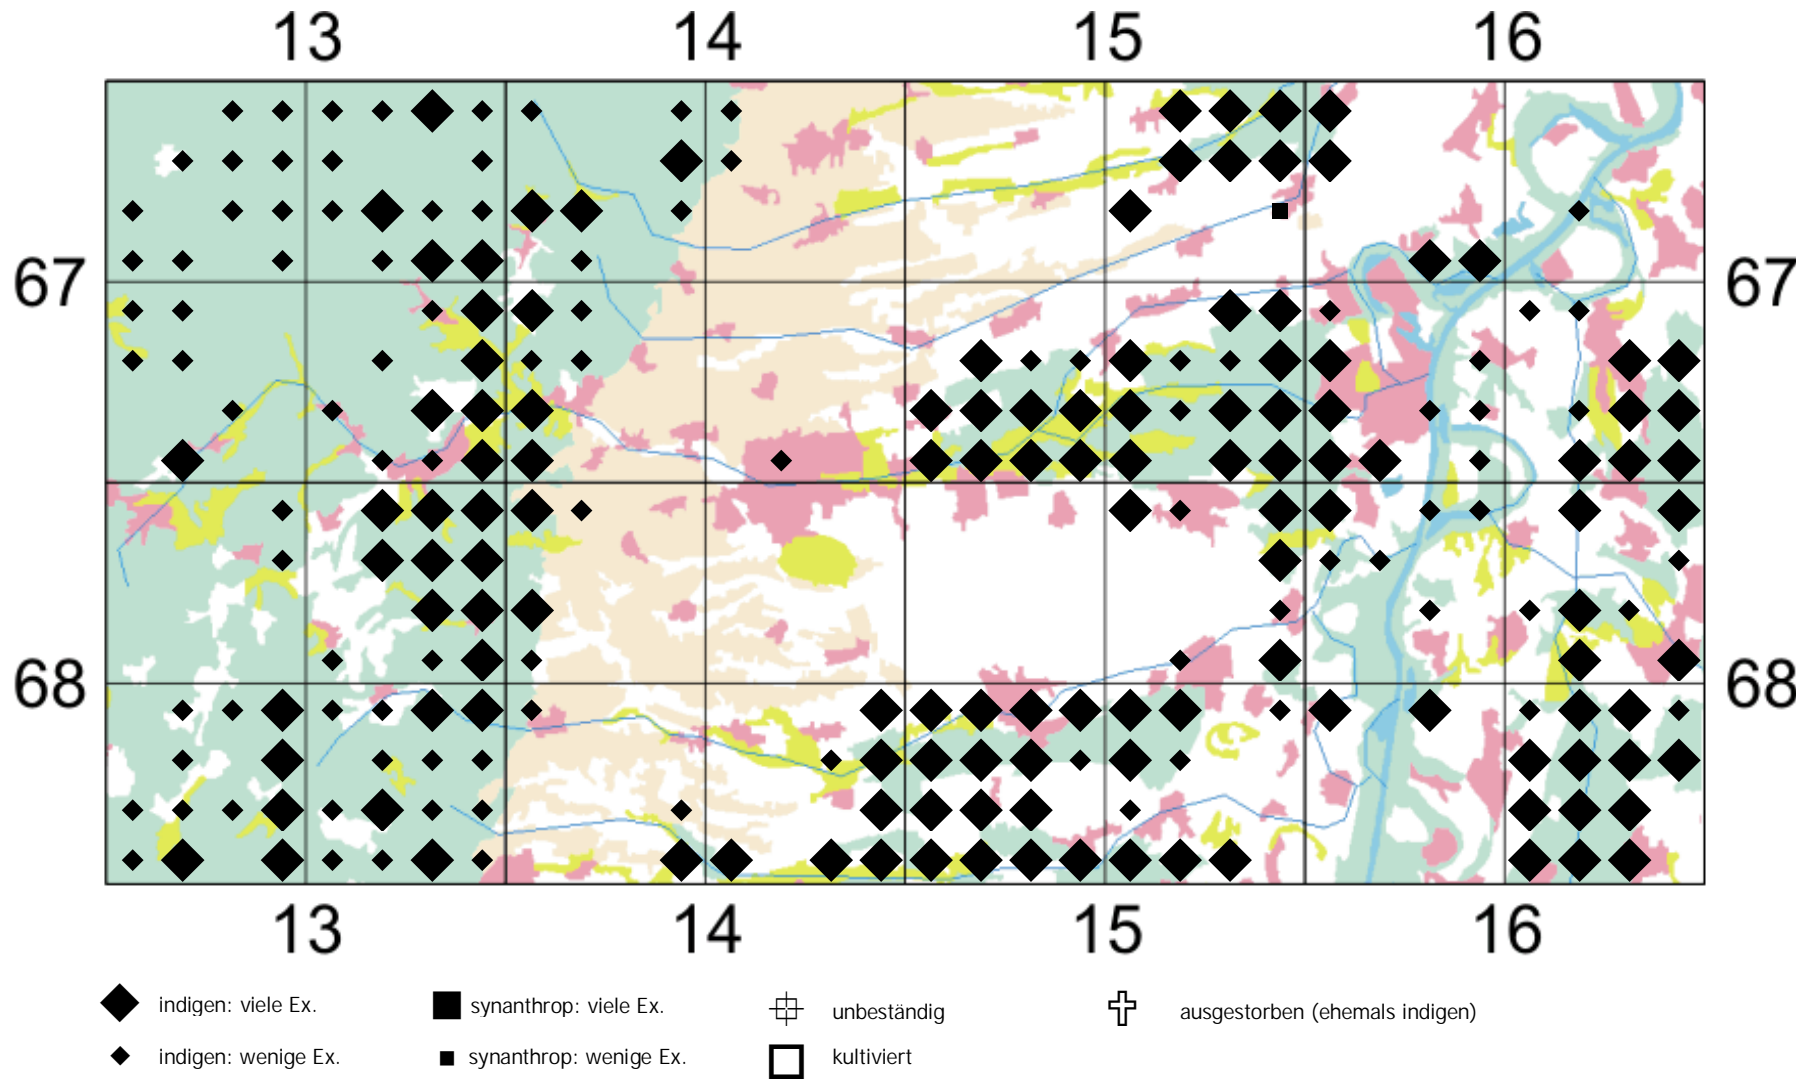 13 14 15 16
67 67
68 68
13 14 15 16
indigen: viele Ex. synanthrop: viele Ex. unbeständig ausgestorben (ehemals indigen)
indigen: wenige Ex. synanthrop: wenige Ex. kultiviert